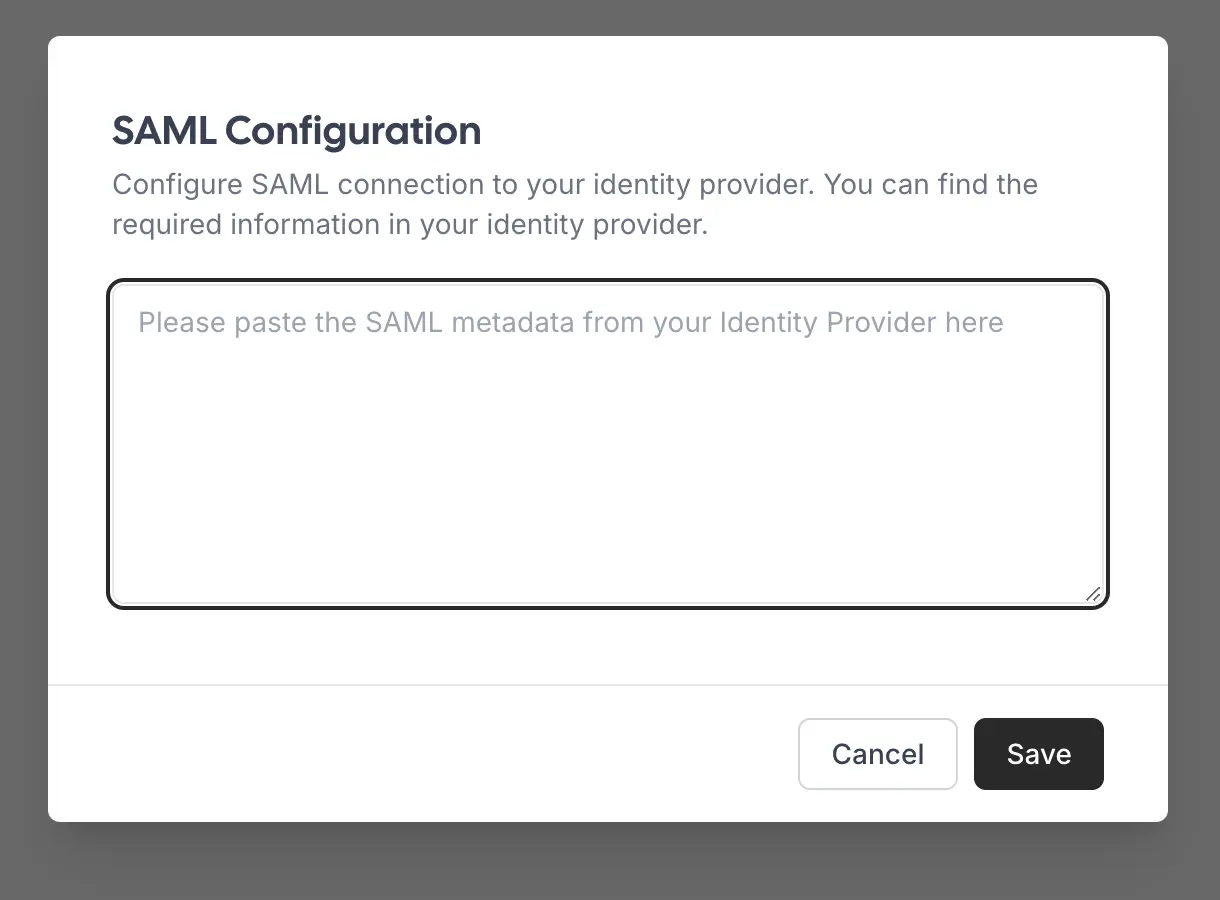 SAML Configuration
Configure SAML connection to your identity provider. You can find the
required information in your identity provider.
Please paste the SAML metadata from your Identity Provider here
Cancel
Save